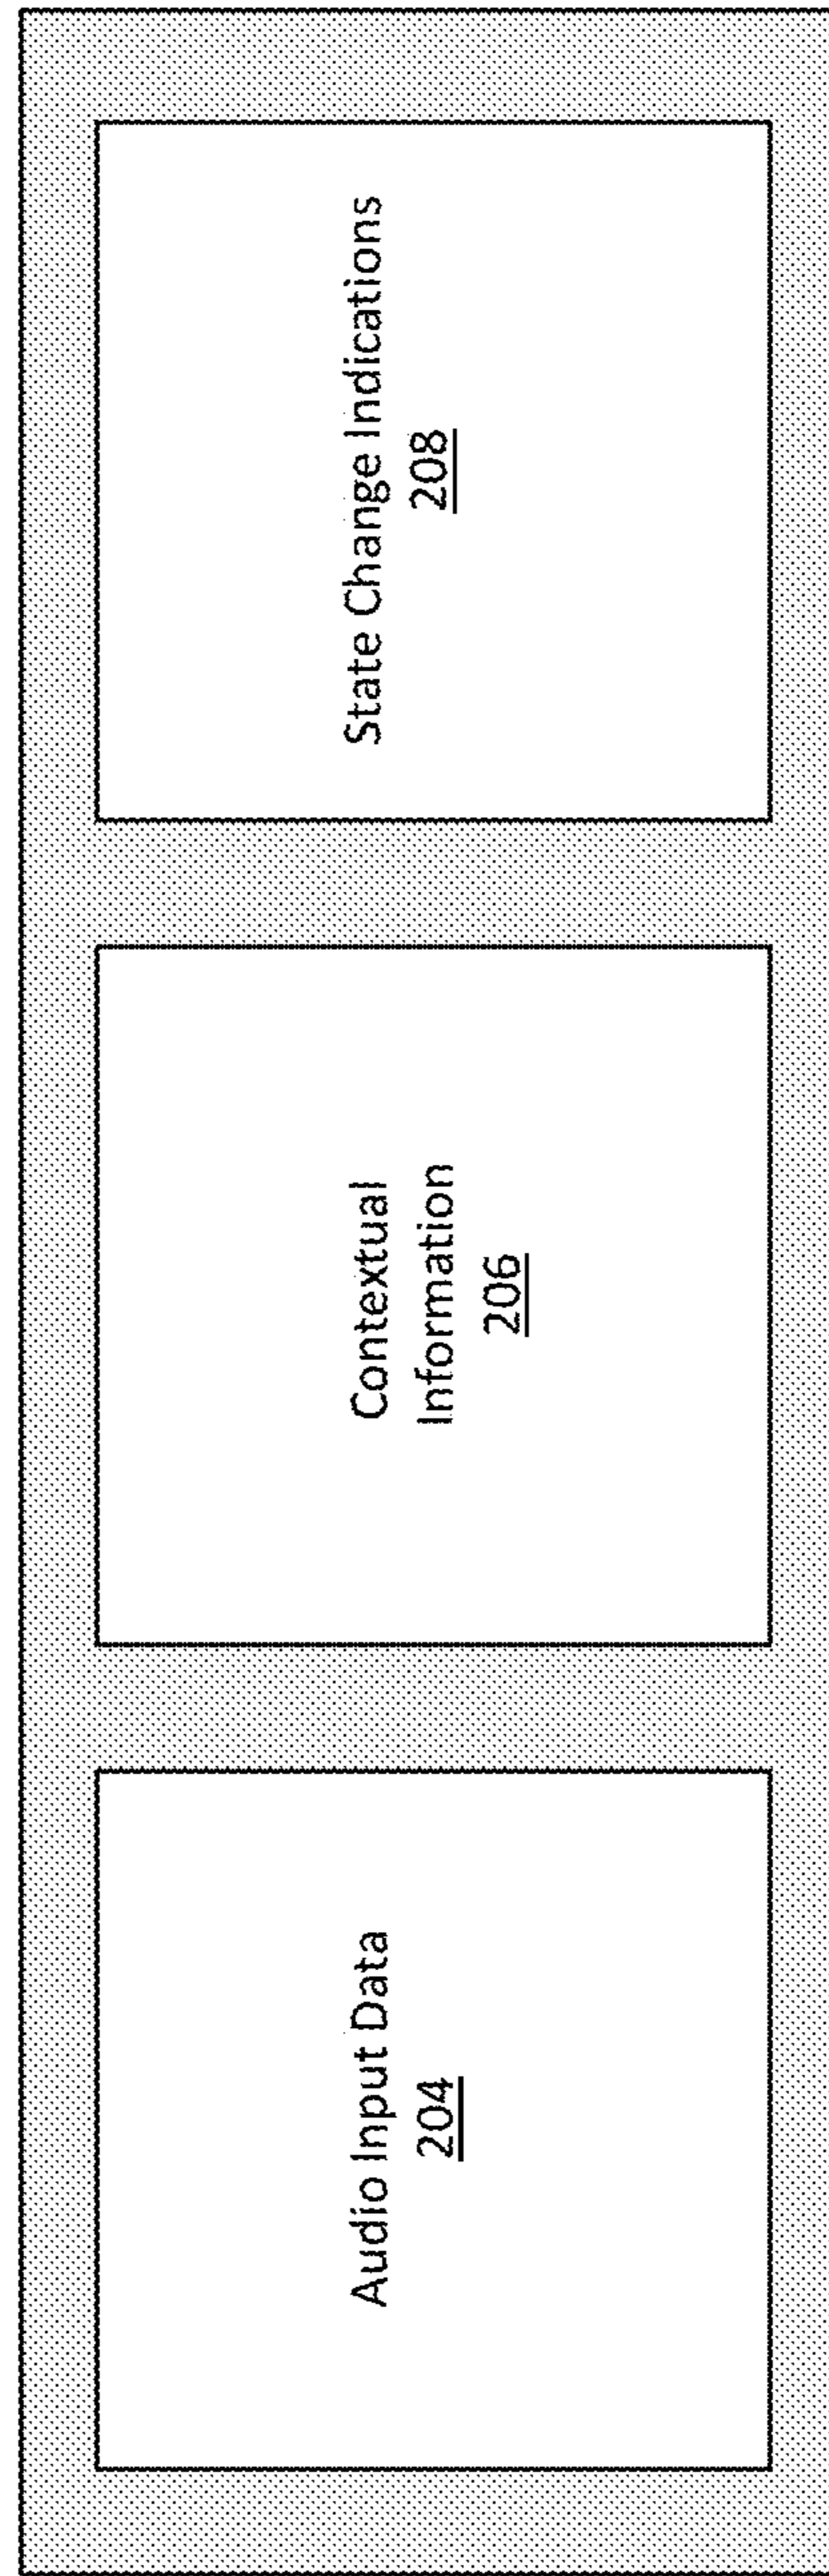 Audio Input Data
204
Contextual
Information
206
State Change Indications
208